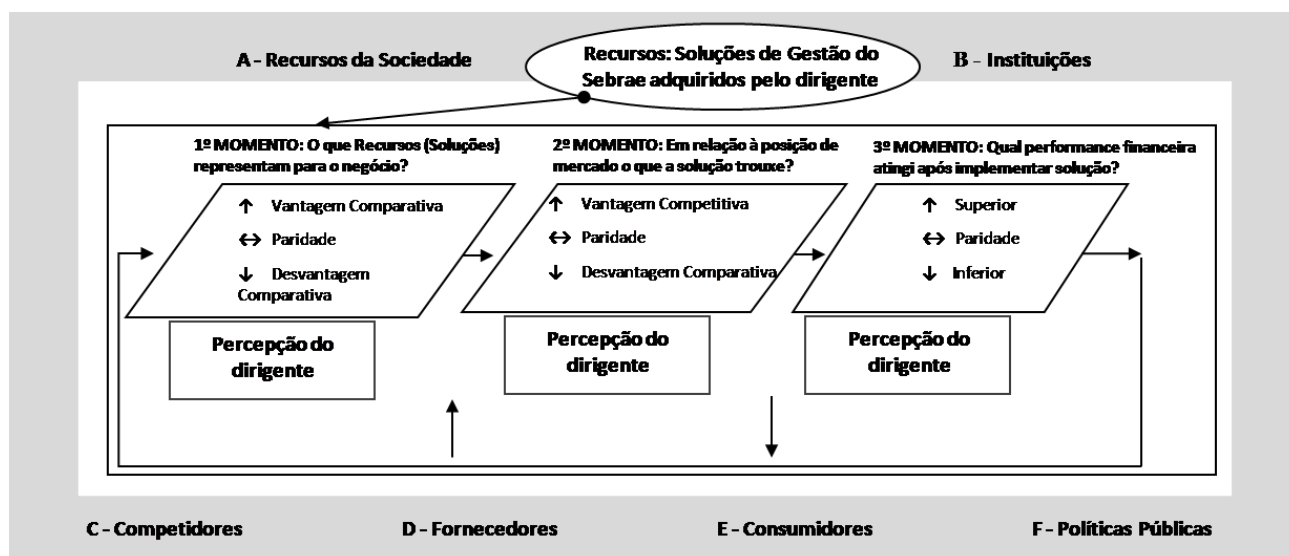 A - Recursos da Sociedade
Recursos: Soluções de Gestão do
Sebrae adquiridos pelo dirigente
B - Instituições
1º MOMENTO: O que Recursos (Soluções)
representam para o negócio?
↑ Vantagem Comparativa
↔ Paridade
↓ Desvantagem
Comparativa
Percepção do
dirigente
2º MOMENTO: Em relação à posição de
mercado o que a solução trouxe?
↑ Vantagem Competitiva
↔ Paridade
↓ Desvantagem Comparativa
Percepção do
dirigente
3º MOMENTO: Qual performance financeira
atingi após implementar solução?
↑ Superior
↔ Paridade
↓ Inferior
Percepção do
dirigente
C - Competidores
D - Fornecedores
E - Consumidores
F - Políticas Públicas